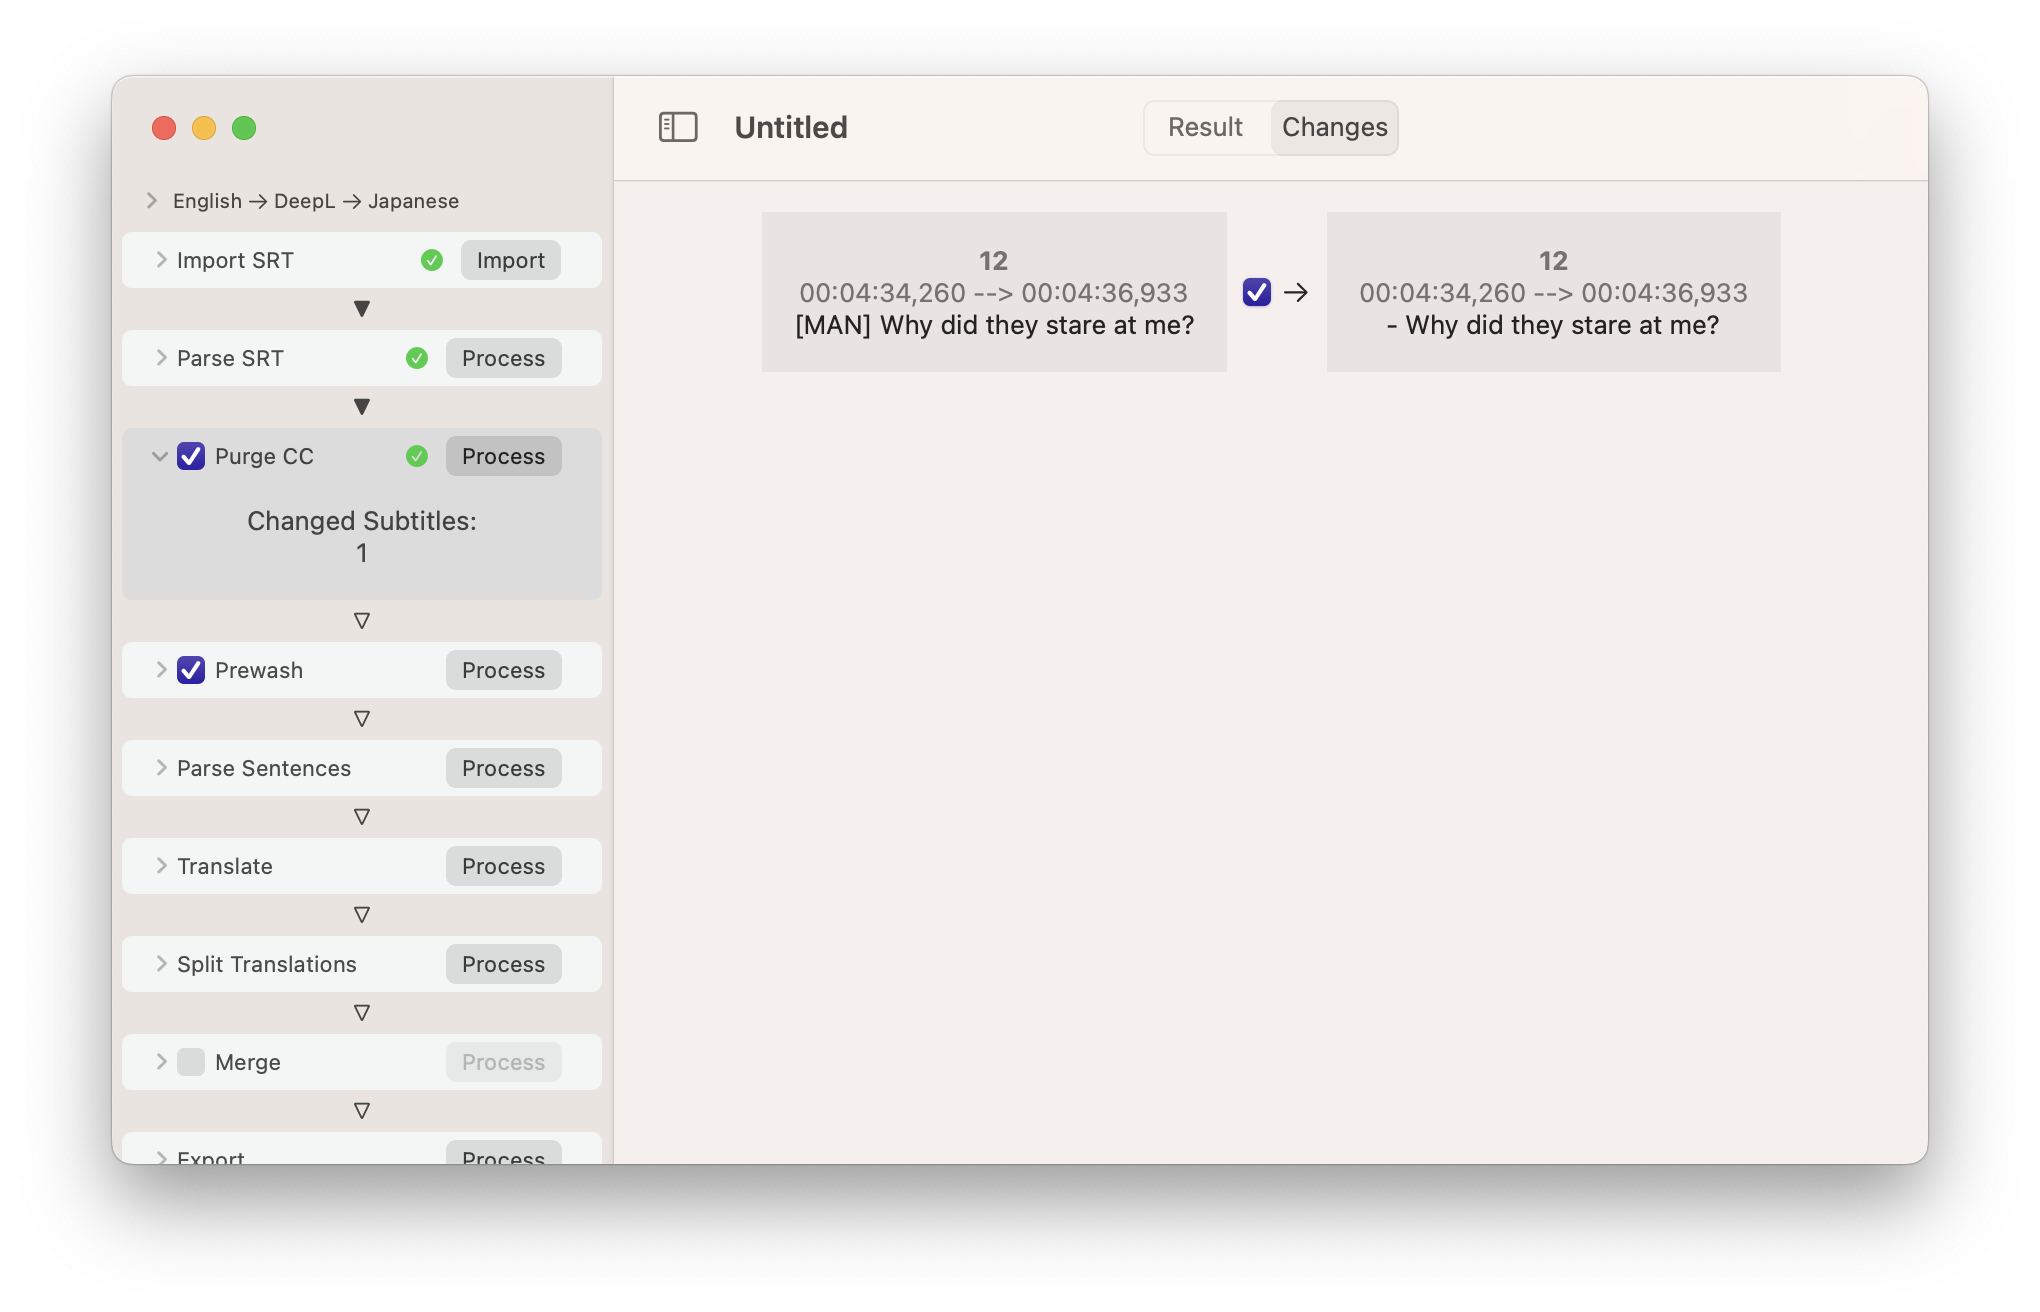 English → DeepL → Japanese
Import SRT
Import
Parse SRT
Process
Purge CC
Process
Changed Subtitles:
1
Prewash
Process
Parse Sentences
Process
Translate
Process
Split Translations
Process
Merge
Process
Export
Process
Untitled
Result
Changes
12
00:04:34,260 --> 00:04:36,933
[MAN] Why did they stare at me?
→
12
00:04:34,260 --> 00:04:36,933
- Why did they stare at me?